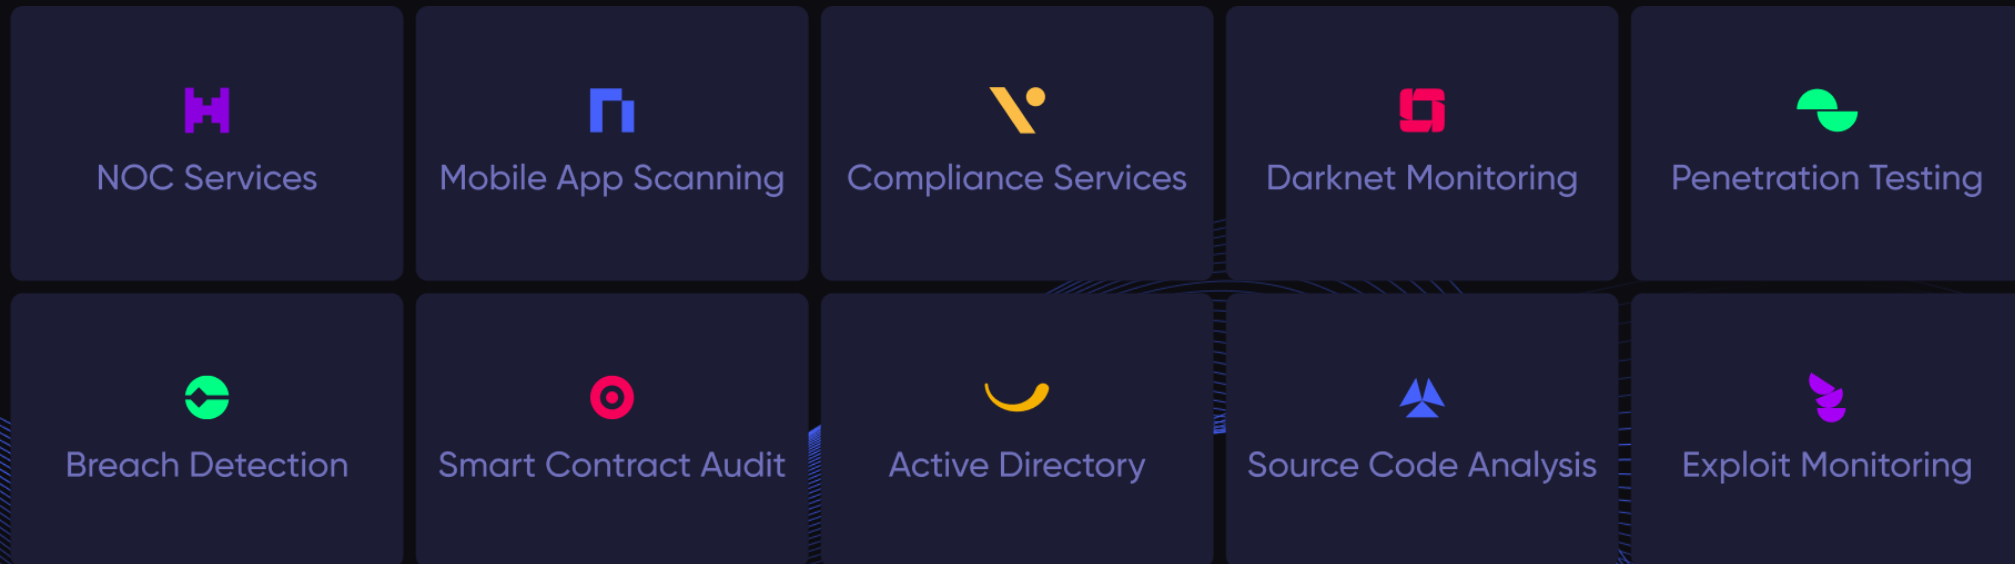 NOC Services
Mobile App Scanning
Compliance Services
Darknet Monitoring
Penetration Testing
Breach Detection
Smart Contract Audit
Active Directory
Source Code Analysis
Exploit Monitoring